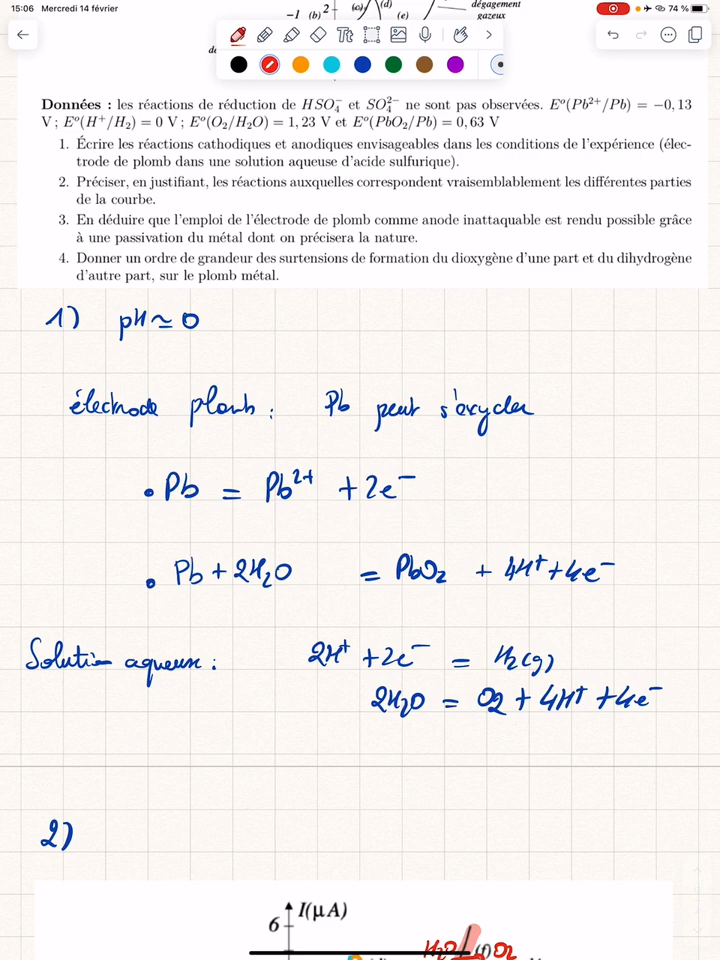 15:06 Mercredi 14 février
74 %
-1 (b) 2 (c) (d) (e)
dégagement
gazeux
Tt
Données : les réactions de réduction de HSO₄⁻ et SO₄²⁻ ne sont pas observées. E°(Pb²⁺/Pb) = −0, 13
V ; E°(H⁺/H₂) = 0 V ; E°(O₂/H₂O) = 1, 23 V et E°(PbO₂/Pb) = 0, 63 V
1. Écrire les réactions cathodiques et anodiques envisageables dans les conditions de l'expérience (élec-
trode de plomb dans une solution aqueuse d'acide sulfurique).
2. Préciser, en justifiant, les réactions auxquelles correspondent vraisemblablement les différentes parties
de la courbe.
3. En déduire que l'emploi de l'électrode de plomb comme anode inattaquable est rendu possible grâce
à une passivation du métal dont on précisera la nature.
4. Donner un ordre de grandeur des surtensions de formation du dioxygène d'une part et du dihydrogène
d'autre part, sur le plomb métal.
1) pH ≃ 0
électrode plomb : Pb peut s'oxyder
• Pb = Pb²⁺ + 2e⁻
• Pb + 2H₂O = PbO₂ + 4H⁺ + 4e⁻
Solution aqueuse : 2H⁺ + 2e⁻ = H₂(g)
2H₂O = O₂ + 4H⁺ + 4e⁻
2)
6 I(μA)
H₂O (f) O₂